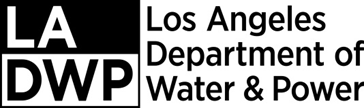 LA
DWP
Los Angeles
Department of
Water & Power